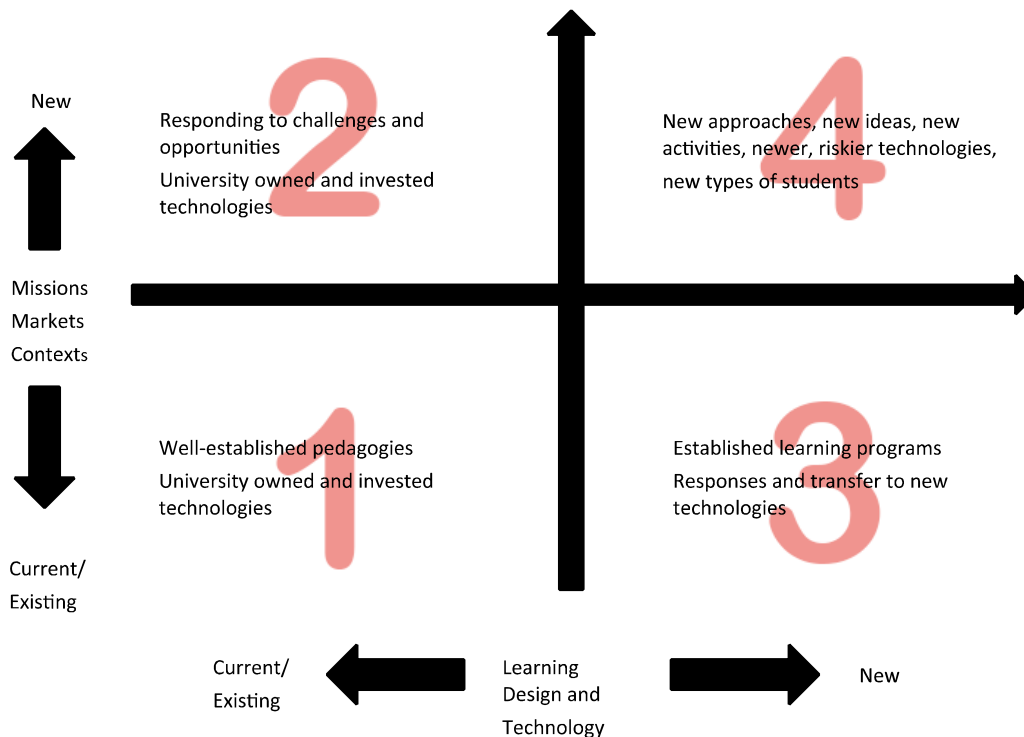 New
2
Responding to challenges and
opportunities
University owned and invested
technologies
4
New approaches, new ideas, new
activities, newer, riskier technologies,
new types of students
Missions
Markets
Contexts
1
Well-established pedagogies
University owned and invested
technologies
3
Established learning programs
Responses and transfer to new
technologies
Current/
Existing
Current/
Existing
Learning
Design and
Technology
New